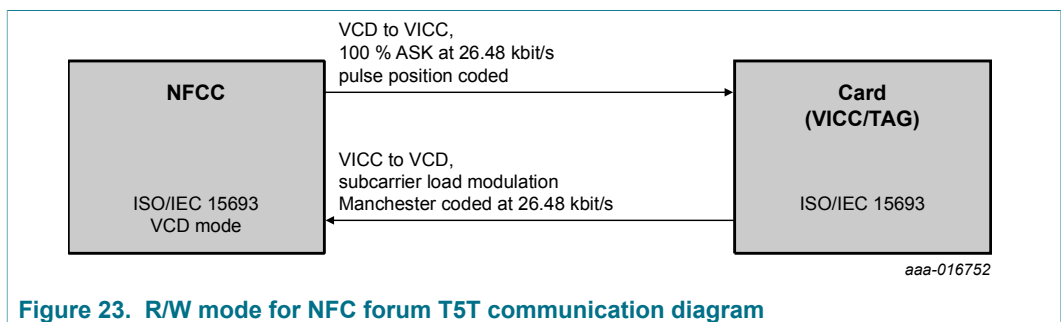 VCD to VICC,
100 % ASK at 26.48 kbit/s
pulse position coded
NFCC
Card
(VICC/TAG)
VICC to VCD,
subcarrier load modulation
Manchester coded at 26.48 kbit/s
ISO/IEC 15693
VCD mode
ISO/IEC 15693
aaa-016752
Figure 23. R/W mode for NFC forum T5T communication diagram